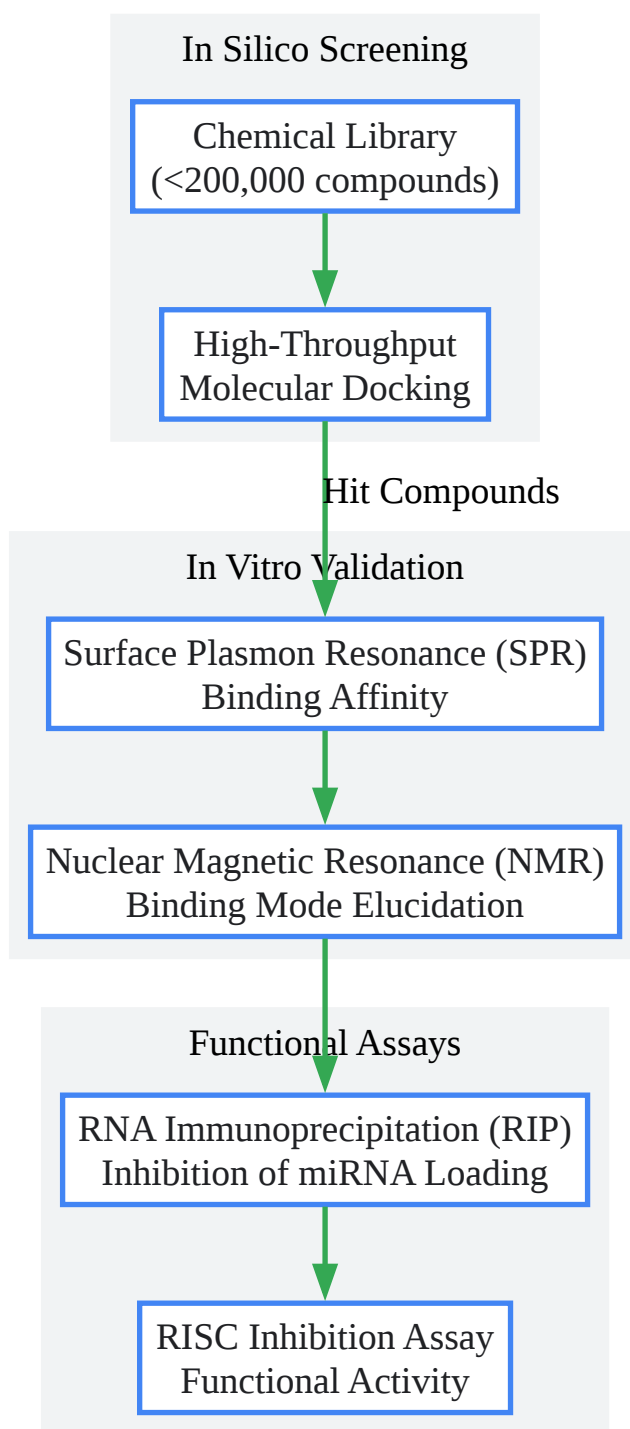 In Silico Screening
Chemical Library
(<200,000 compounds)
High-Throughput
Molecular Docking
Hit Compounds
In Vitro Validation
Surface Plasmon Resonance (SPR)
Binding Affinity
Nuclear Magnetic Resonance (NMR)
Binding Mode Elucidation
Functional Assays
RNA Immunoprecipitation (RIP)
Inhibition of miRNA Loading
RISC Inhibition Assay
Functional Activity